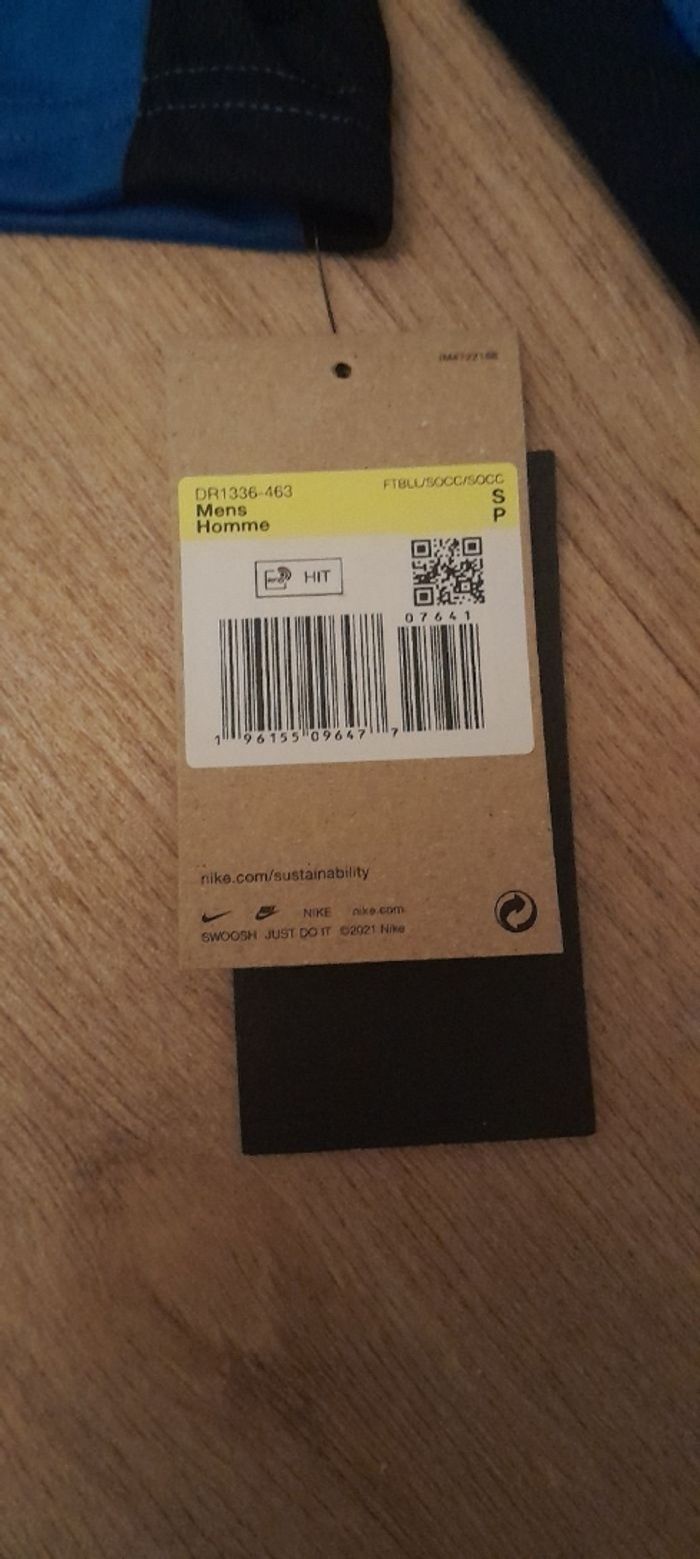 DR1336-463
FTBLL/SOCC/SOCC
Mens
S
Homme
P
HIT
07641
1 96155 09647 7
nike.com/sustainability
NIKE nike.com
SWOOSH JUST DO IT ©2021 Nike